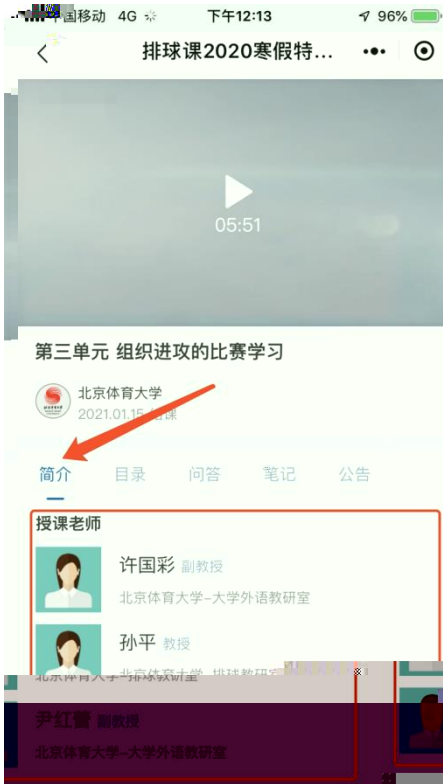 中国移动 4G 下午12:13 96%
排球课2020寒假特...
05:51
第三单元 组织进攻的比赛学习
北京体育大学
2021.01.15 结课
简介 目录 问答 笔记 公告
授课老师
许国彩 副教授
北京体育大学-大学外语教研室
孙平 教授
北京体育大学-排球教研室
尹红 副教授
北京体育大学-大学外语教研室